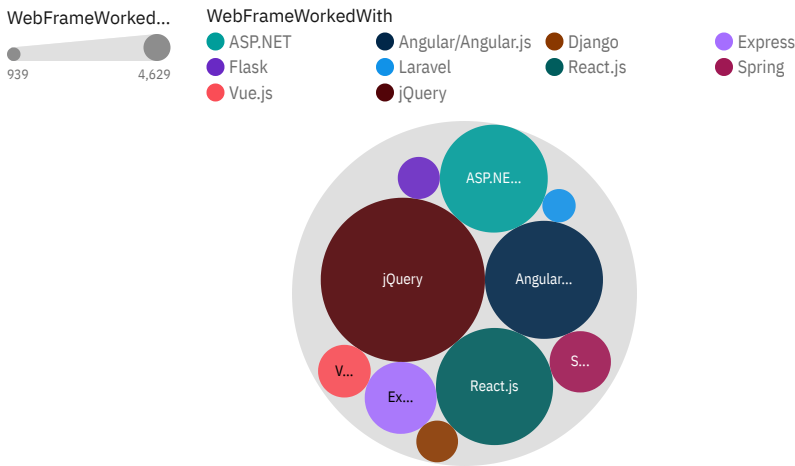 WebFrameWorked...
939
4,629
WebFrameWorkedWith
ASP.NET
Angular/Angular.js
Django
Express
Flask
Laravel
React.js
Spring
Vue.js
jQuery
ASP.NE...
jQuery
Angular...
S...
V...
React.js
Ex...